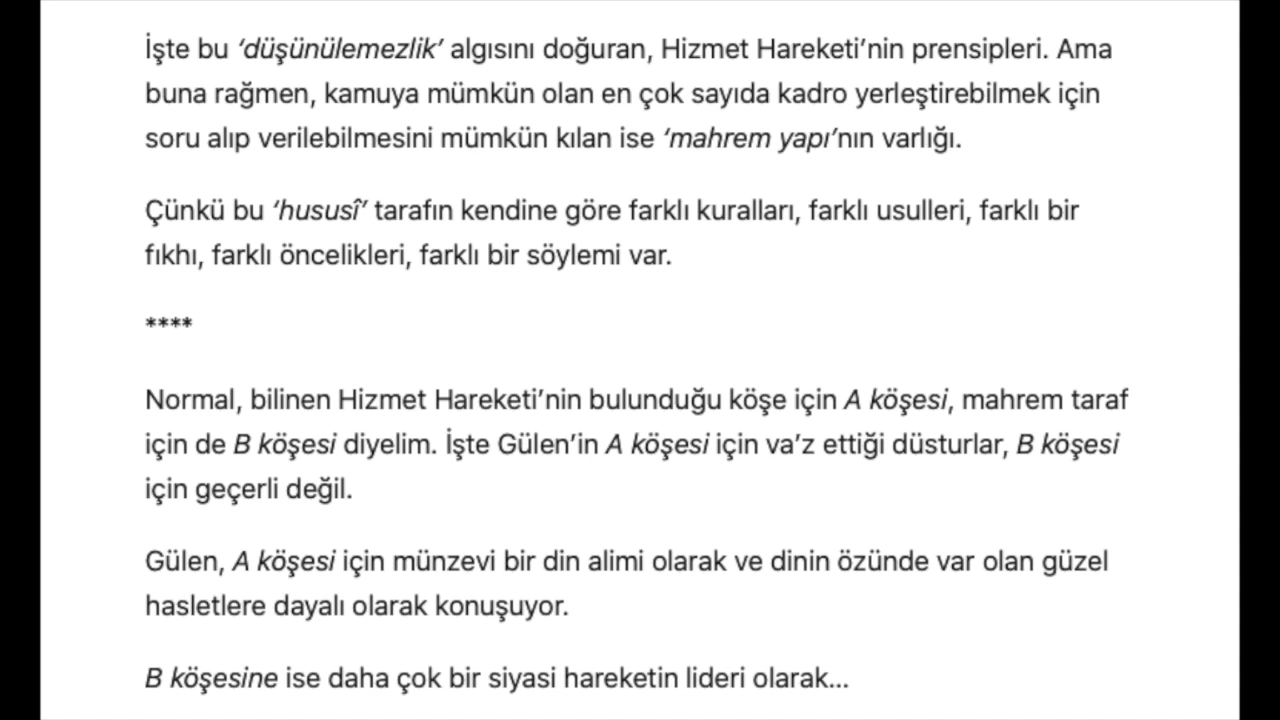 İşte bu ‘düşünülemezlik’ algısını doğuran, Hizmet Hareketi’nin prensipleri. Ama
buna rağmen, kamuya mümkün olan en çok sayıda kadro yerleştirebilmek için
soru alıp verilebilmesini mümkün kılan ise ‘mahrem yapı’nın varlığı.
Çünkü bu ‘hususî’ tarafın kendine göre farklı kuralları, farklı usulleri, farklı bir
fıkhı, farklı öncelikleri, farklı bir söylemi var.
****
Normal, bilinen Hizmet Hareketi’nin bulunduğu köşe için A köşesi, mahrem taraf
için de B köşesi diyelim. İşte Gülen’in A köşesi için va’z ettiği düsturlar, B köşesi
için geçerli değil.
Gülen, A köşesi için münzevi bir din alimi olarak ve dinin özünde var olan güzel
hasletlere dayalı olarak konuşuyor.
B köşesine ise daha çok bir siyasi hareketin lideri olarak…